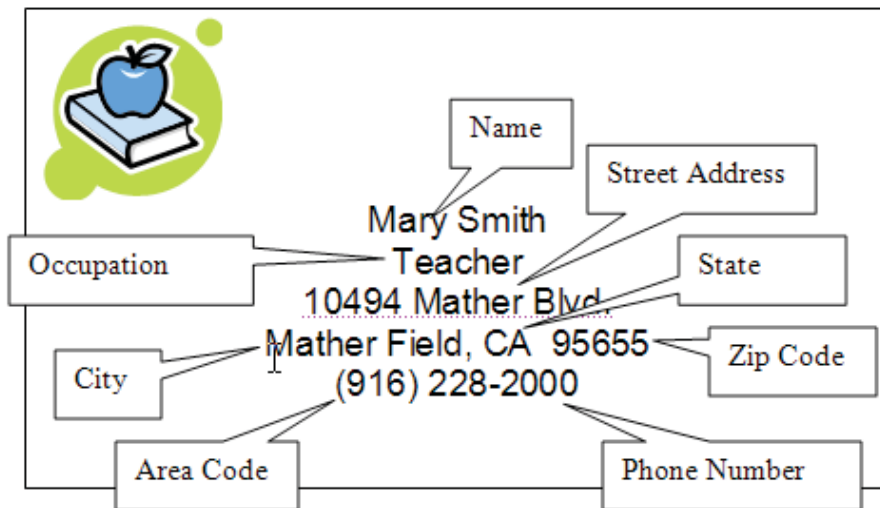 Name
Street Address
Mary Smith
Occupation
Teacher
State
10494 Mather Blvd.
Mather Field, CA  95655
Zip Code
City
(916) 228-2000
Area Code
Phone Number